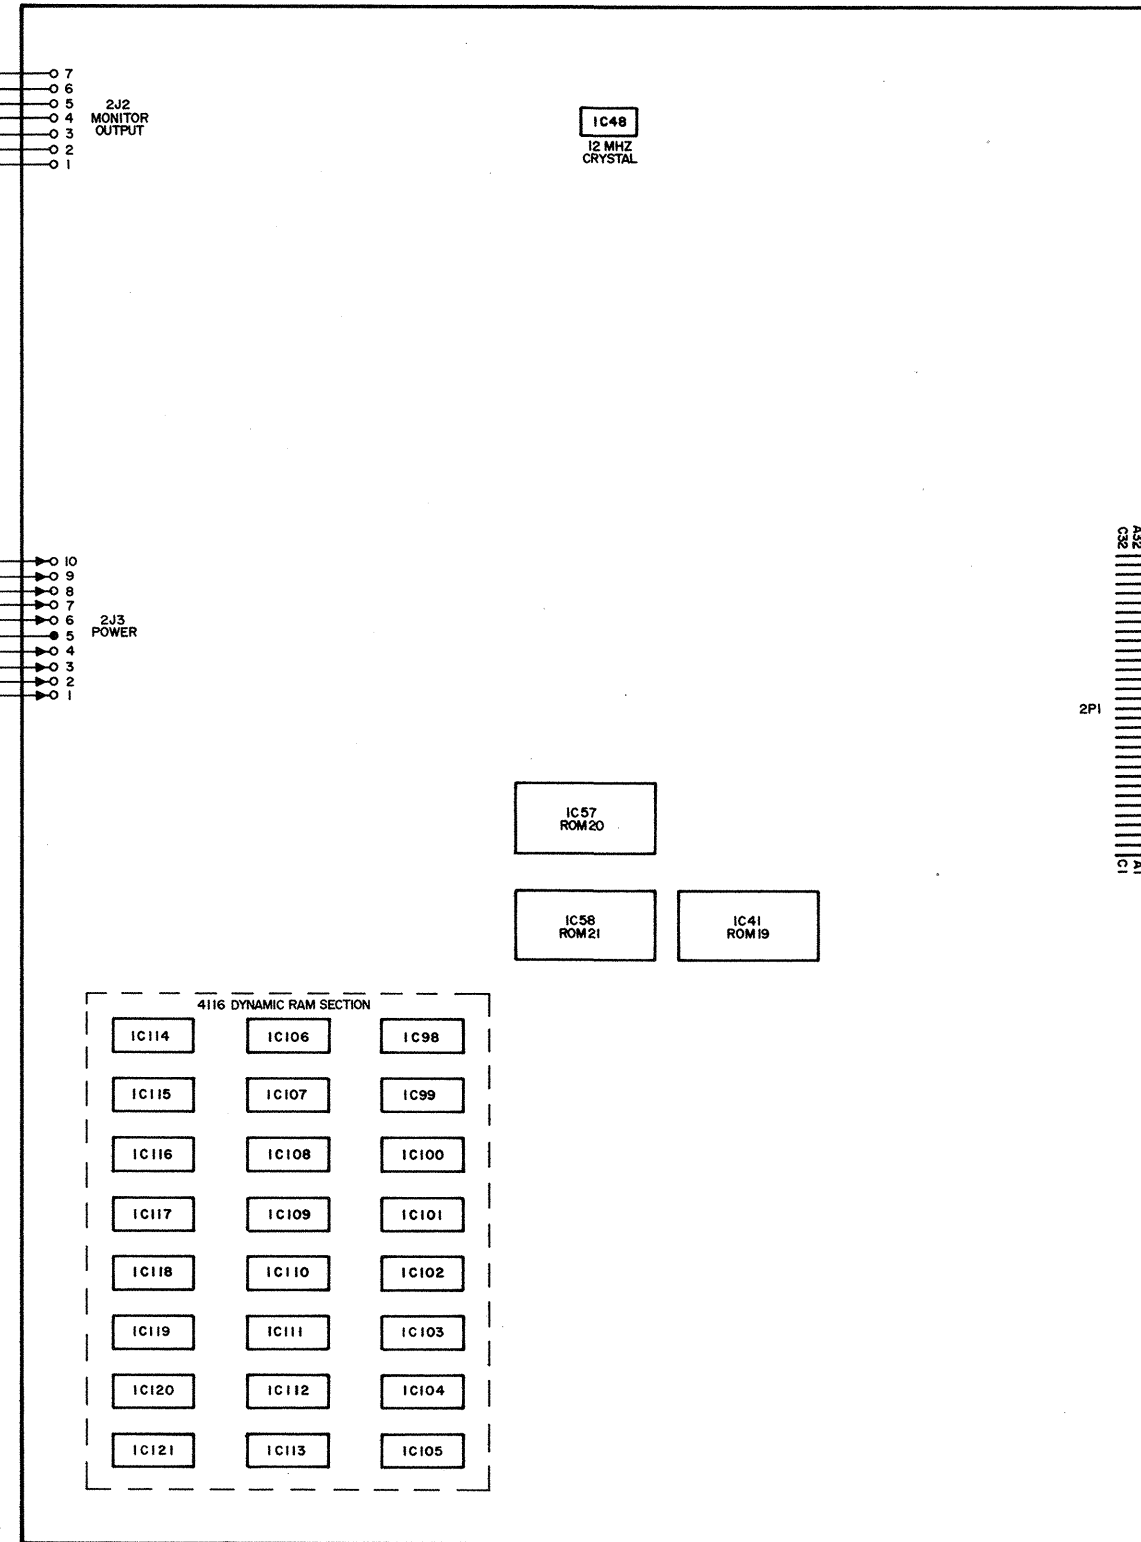 7
6
5
4
3
2
1
2J2
MONITOR
OUTPUT
IC48
12 MHZ
CRYSTAL
A32
C32
10
9
8
7
6
5
4
3
2
1
2J3
POWER
2P1
A1
C1
IC57
ROM20
IC58
ROM21
IC41
ROM19
4116 DYNAMIC RAM SECTION
IC114
IC106
IC98
IC115
IC107
IC99
IC116
IC108
IC100
IC117
IC109
IC101
IC118
IC110
IC102
IC119
IC111
IC103
IC120
IC112
IC104
IC121
IC113
IC105